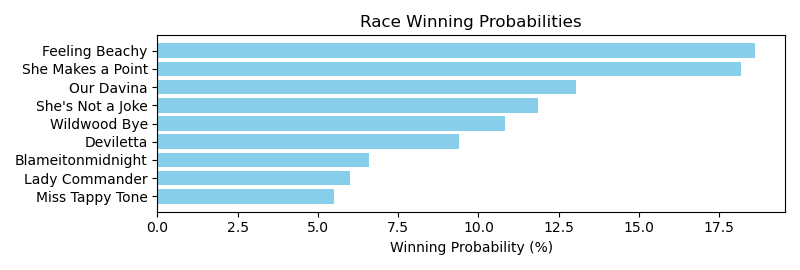 Race Winning Probabilities
Feeling Beachy
She Makes a Point
Our Davina
She's Not a Joke
Wildwood Bye
Deviletta
Blameitonmidnight
Lady Commander
Miss Tappy Tone
0.0 2.5 5.0 7.5 10.0 12.5 15.0 17.5
Winning Probability (%)